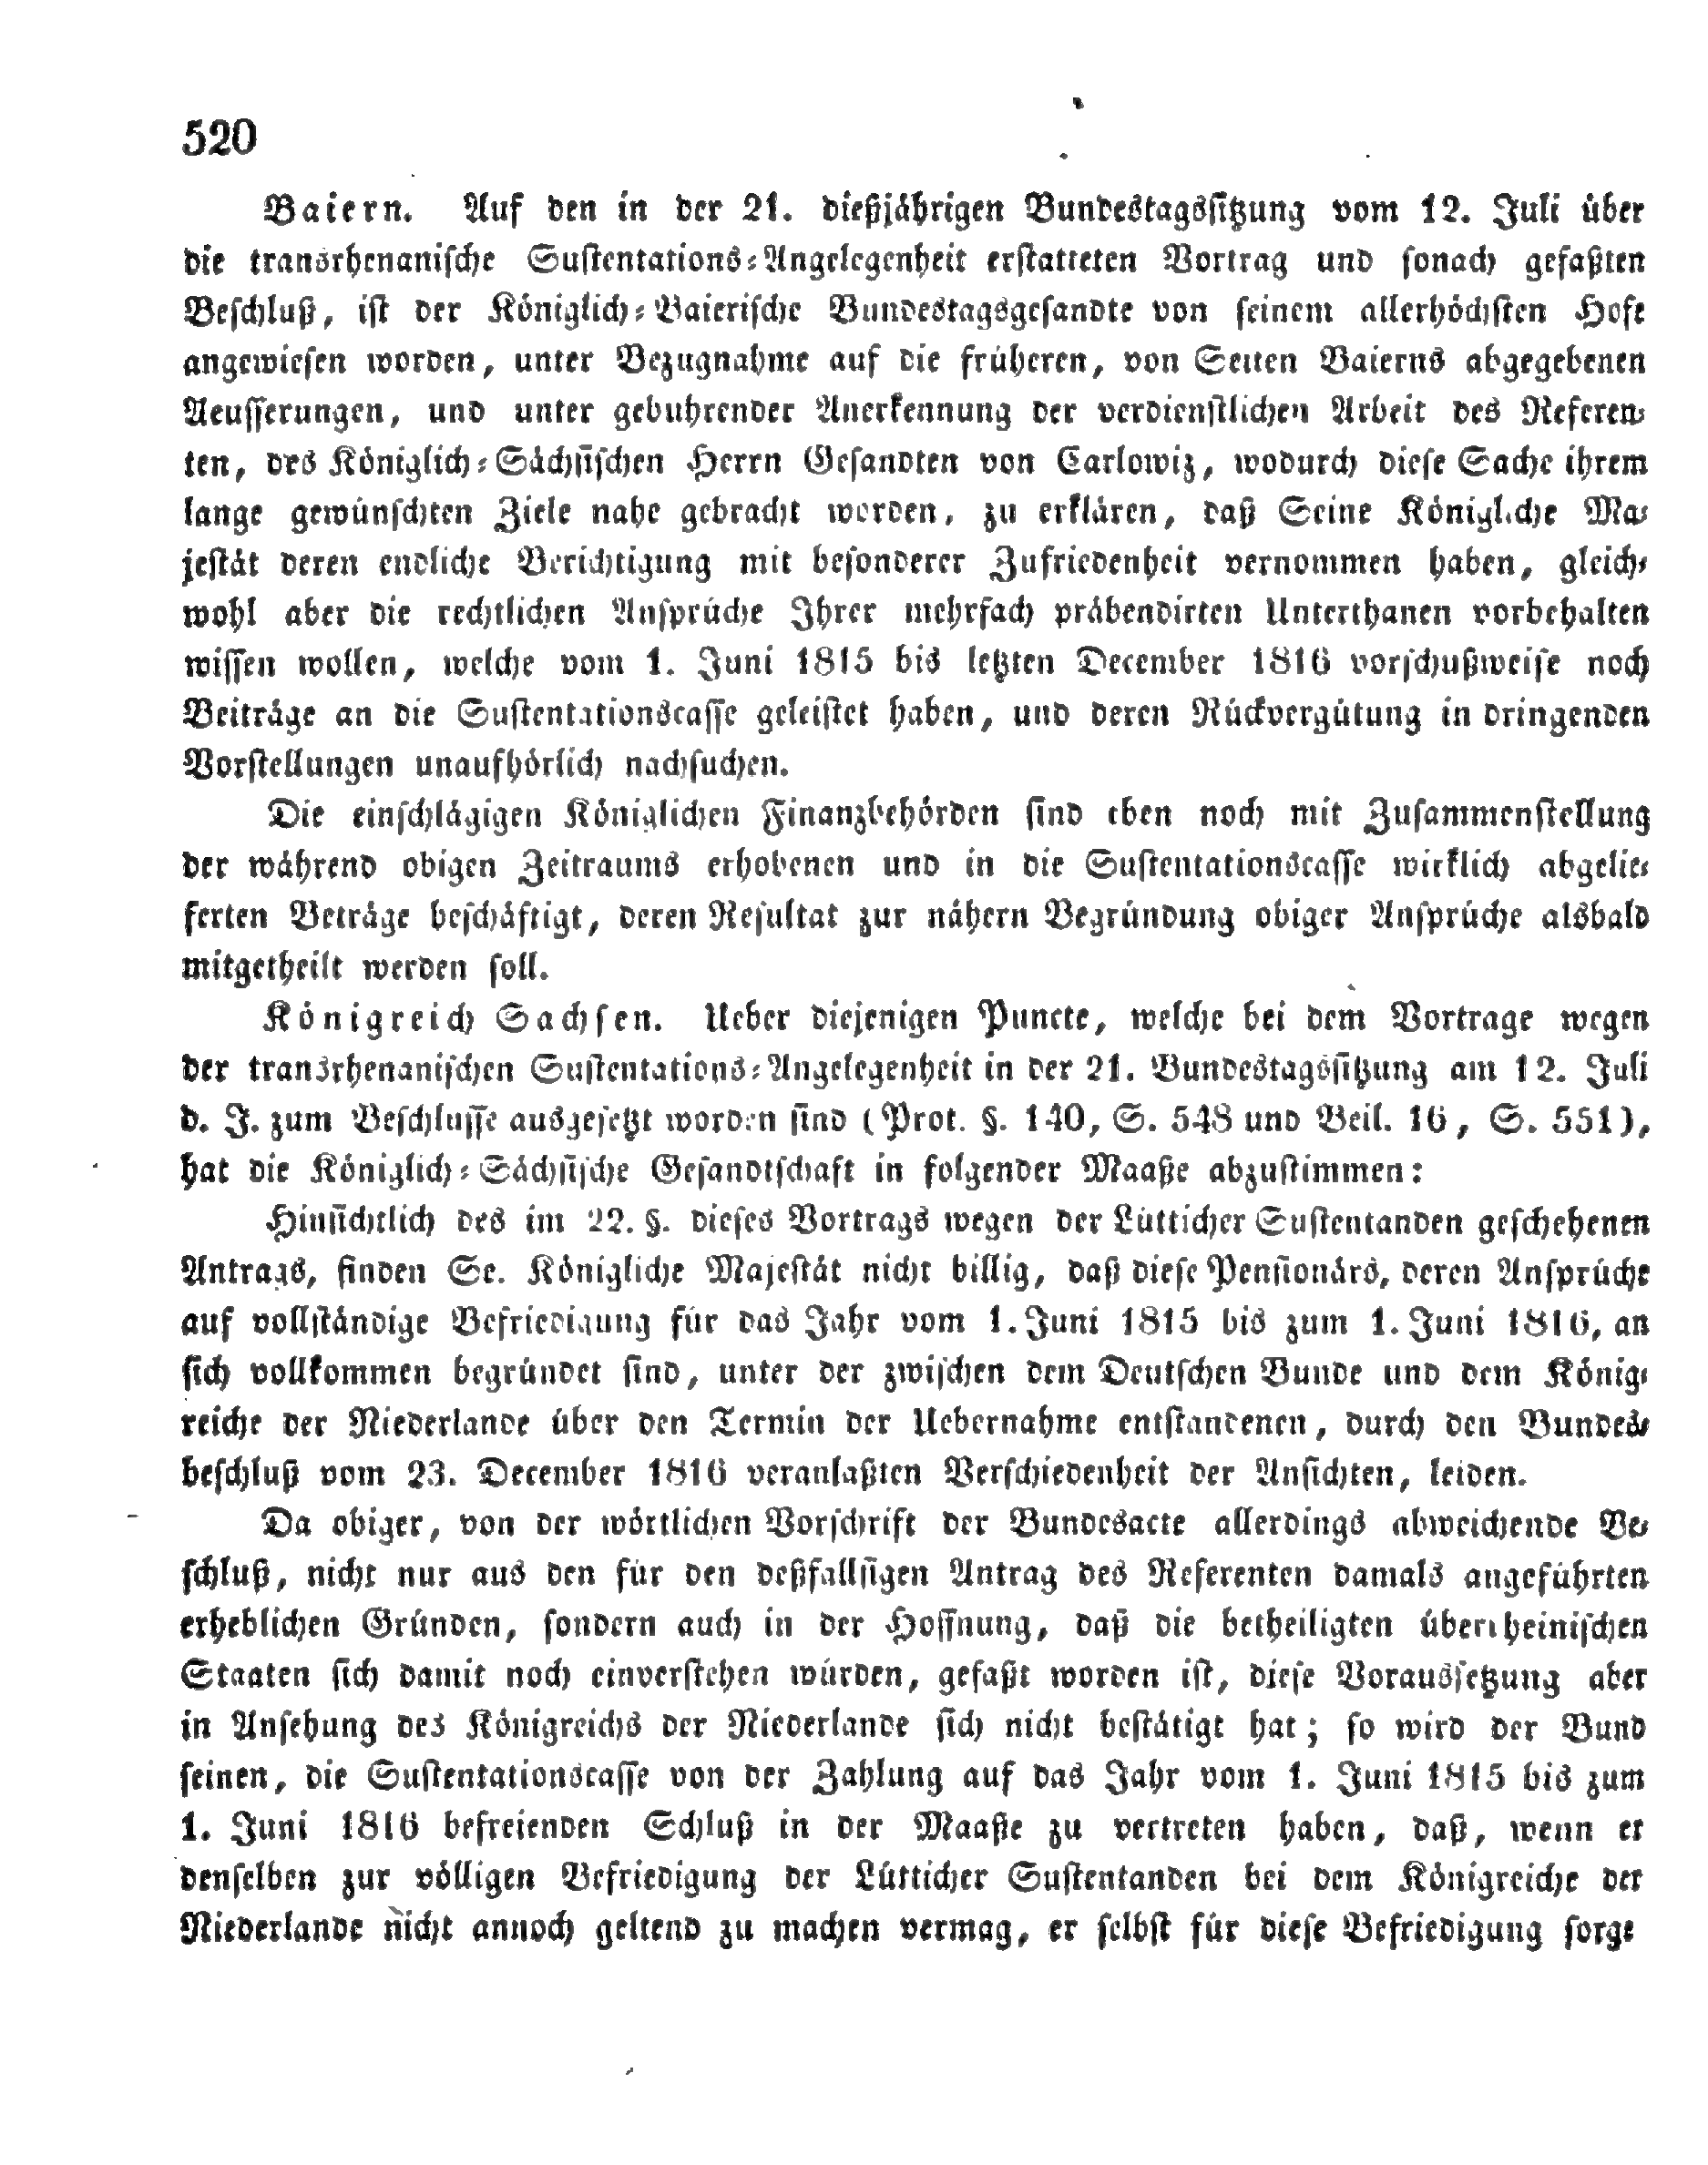 520
Baiern. Auf den in der 21. dießjährigen Bundestagssitzung vom 12. Juli über
die transrhenanische Sustentations-Angelegenheit erstatteten Vortrag und sonach gefaßten
Beschluß, ist der Königlich-Baierische Bundestagsgesandte von seinem allerhöchsten Hofe
angewiesen worden, unter Bezugnahme auf die früheren, von Seiten Baierns abgegebenen
Aeusserungen, und unter gebührender Anerkennung der verdienstlichen Arbeit des Referen-
ten, des Königlich-Sächsischen Herrn Gesandten von Carlowiz, wodurch diese Sache ihrem
lange gewünschten Ziele nahe gebracht worden, zu erklären, daß Seine Königliche Ma-
jestät deren endliche Berichtigung mit besonderer Zufriedenheit vernommen haben, gleich-
wohl aber die rechtlichen Ansprüche Ihrer mehrfach präbendirten Unterthanen vorbehalten
wissen wollen, welche vom 1. Juni 1815 bis letzten December 1816 vorschußweise noch
Beiträge an die Sustentationscasse geleistet haben, und deren Rückvergütung in dringenden
Vorstellungen unaufhörlich nachsuchen.
Die einschlägigen Königlichen Finanzbehörden sind eben noch mit Zusammenstellung
der während obigen Zeitraums erhobenen und in die Sustentationscasse wirklich abgelie-
ferten Beträge beschäftigt, deren Resultat zur nähern Begründung obiger Ansprüche alsbald
mitgetheilt werden soll.
Königreich Sachsen. Ueber diejenigen Puncte, welche bei dem Vortrage wegen
der transrhenanischen Sustentations-Angelegenheit in der 21. Bundestagssitzung am 12. Juli
d. J. zum Beschlusse ausgesetzt worden sind (Prot. §. 140, S. 548 und Beil. 16, S. 551),
hat die Königlich-Sächsische Gesandtschaft in folgender Maaße abzustimmen:
Hinsichtlich des im 22. §. dieses Vortrags wegen der Lütticher Sustentanden geschehenen
Antrags, finden Se. Königliche Majestät nicht billig, daß diese Pensionärs, deren Ansprüche
auf vollständige Befriedigung für das Jahr vom 1. Juni 1815 bis zum 1. Juni 1816, an
sich vollkommen begründet sind, unter der zwischen dem Deutschen Bunde und dem König-
reiche der Niederlande über den Termin der Uebernahme entstandenen, durch den Bundes-
beschluß vom 23. December 1816 veranlaßten Verschiedenheit der Ansichten, leiden.
Da obiger, von der wörtlichen Vorschrift der Bundesacte allerdings abweichende Be-
schluß, nicht nur aus den für den deßfallsigen Antrag des Referenten damals angeführten
erheblichen Gründen, sondern auch in der Hoffnung, daß die betheiligten überrheinischen
Staaten sich damit noch einverstehen würden, gefaßt worden ist, diese Voraussetzung aber
in Ansehung des Königreichs der Niederlande sich nicht bestätigt hat; so wird der Bund
seinen, die Sustentationscasse von der Zahlung auf das Jahr vom 1. Juni 1815 bis zum
1. Juni 1816 befreienden Schluß in der Maaße zu vertreten haben, daß, wenn er
denselben zur völligen Befriedigung der Lütticher Sustentanden bei dem Königreiche der
Niederlande nicht annoch geltend zu machen vermag, er selbst für diese Befriedigung sorge